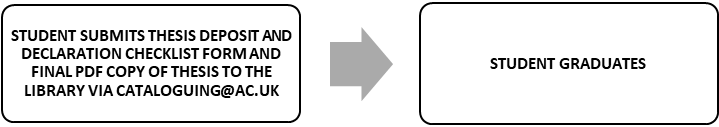 STUDENT SUBMITS THESIS DEPOSIT AND
DECLARATION CHECKLIST FORM AND
FINAL PDF COPY OF THESIS TO THE
LIBRARY VIA CATALOGUING@AC.UK
STUDENT GRADUATES